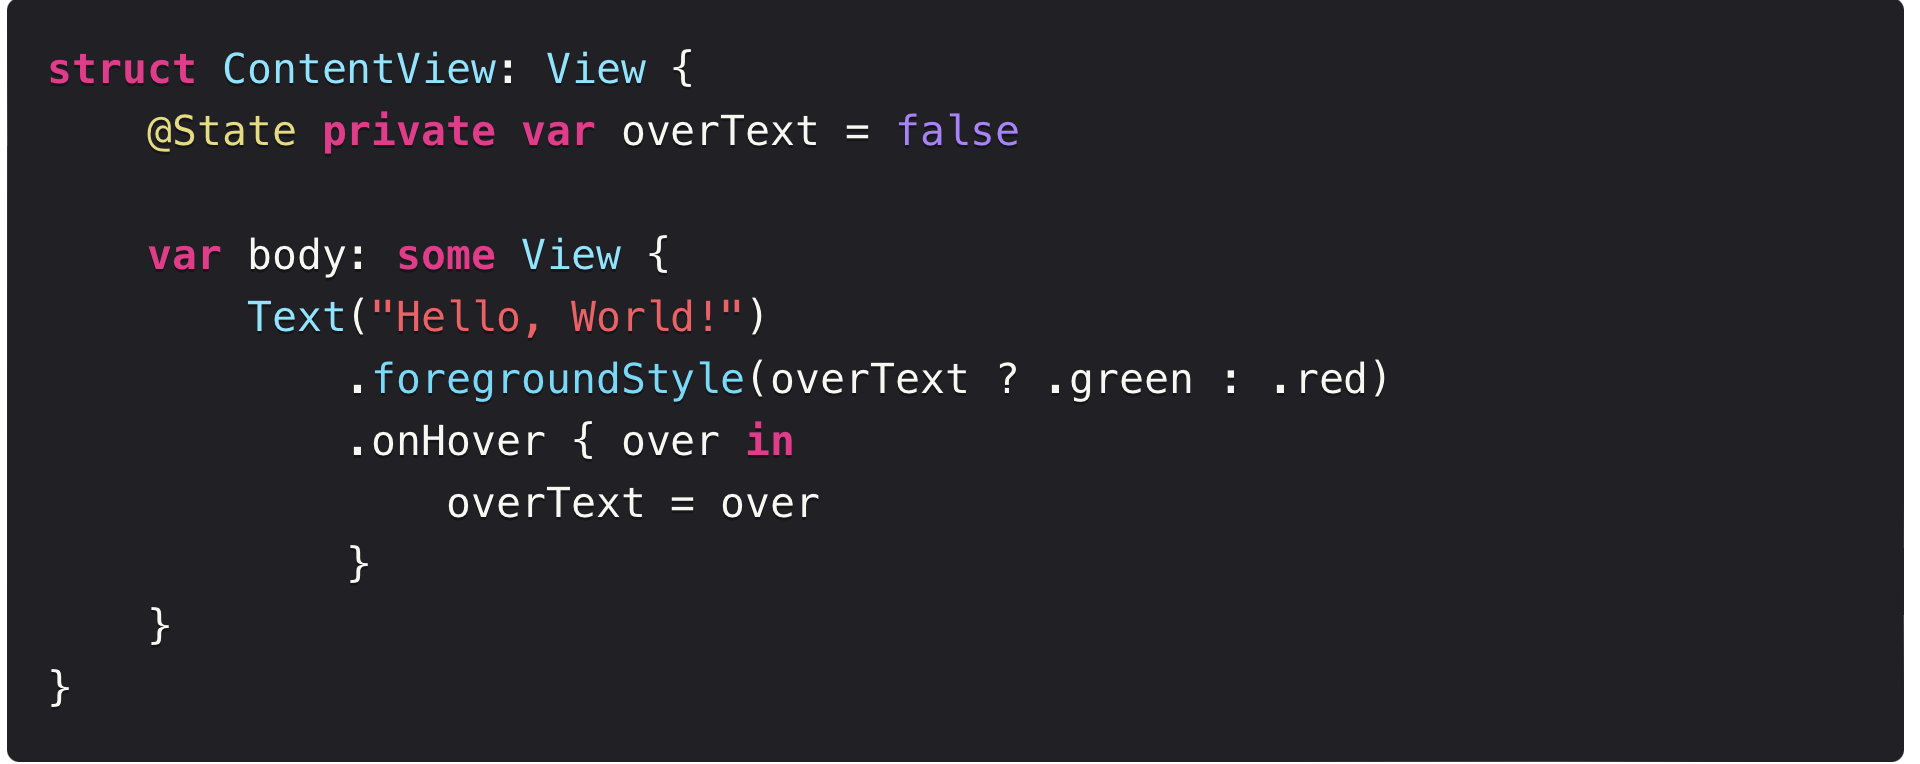 struct ContentView: View {
    @State private var overText = false

    var body: some View {
        Text("Hello, World!")
            .foregroundStyle(overText ? .green : .red)
            .onHover { over in
                overText = over
            }
    }
}